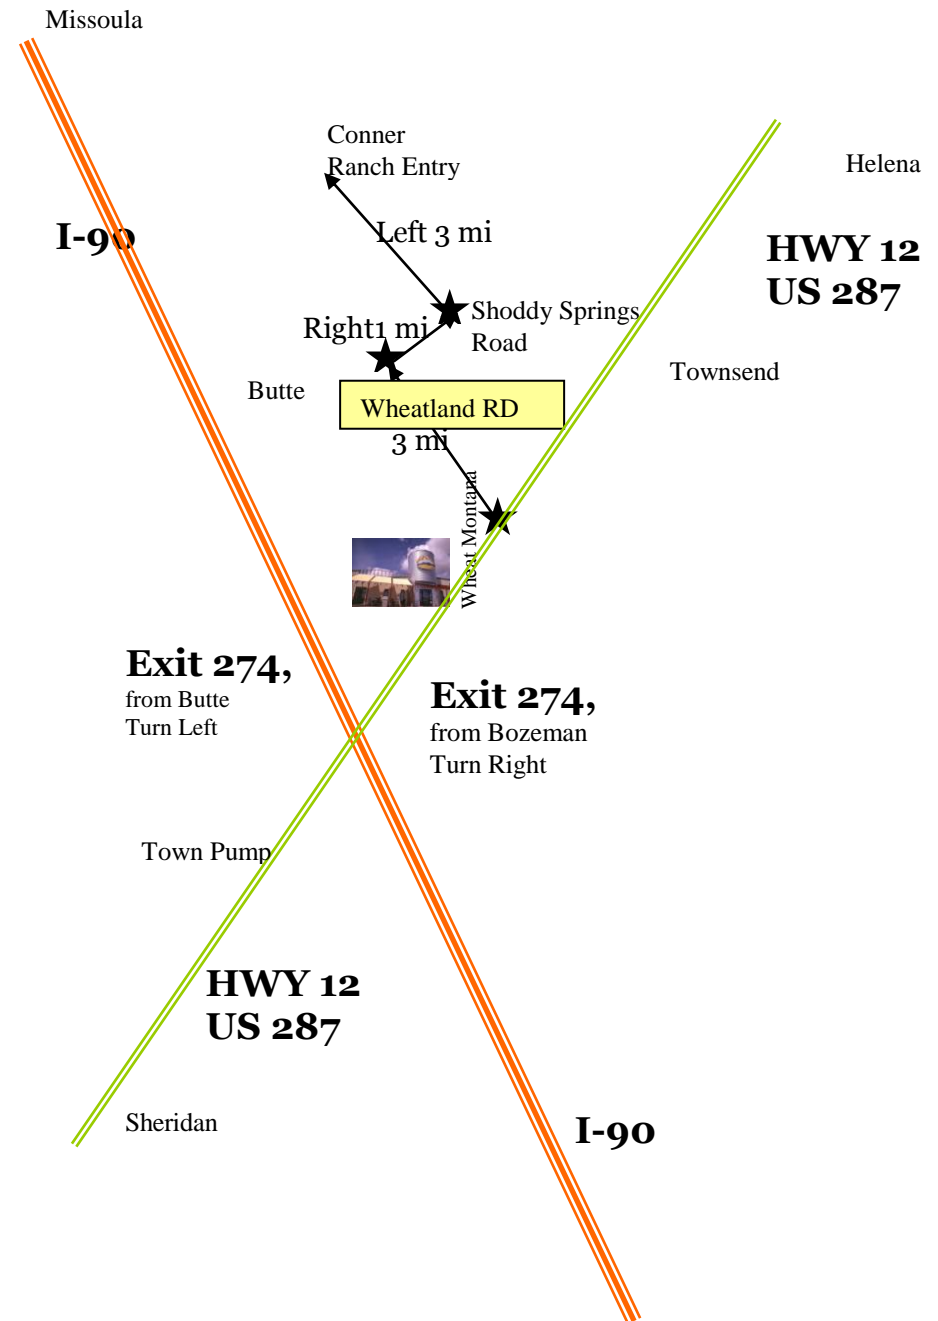 Missoula
Conner
Ranch Entry
Helena
I-90
Left 3 mi
HWY 12
US 287
Shoddy Springs
Road
Right1 mi
Townsend
Butte
Wheatland RD
3 mi
Wheat Montana
Exit 274,
from Butte
Turn Left
Exit 274,
from Bozeman
Turn Right
Town Pump
HWY 12
US 287
Sheridan
I-90